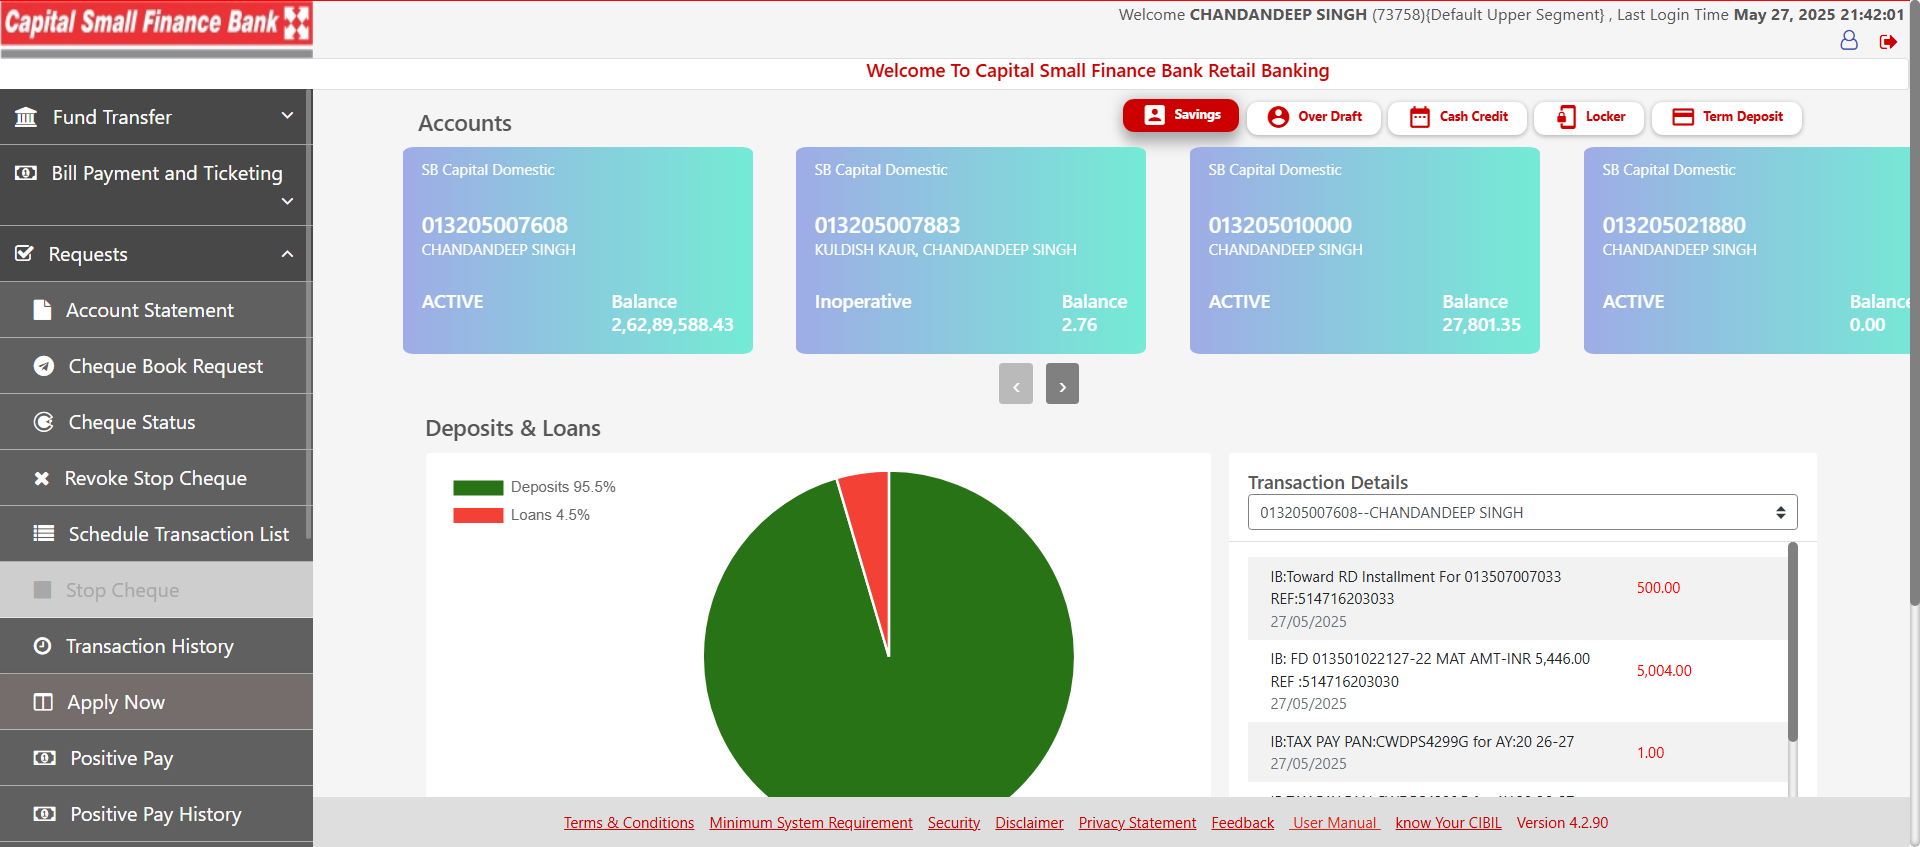 Capital Small Finance Bank
Welcome CHANDANDEEP SINGH (73758){Default Upper Segment} , Last Login Time May 27, 2025 21:42:01
Welcome To Capital Small Finance Bank Retail Banking
Fund Transfer
Bill Payment and Ticketing
Requests
Account Statement
Cheque Book Request
Cheque Status
Revoke Stop Cheque
Schedule Transaction List
Stop Cheque
Transaction History
Apply Now
Positive Pay
Positive Pay History
Accounts
Savings
Over Draft
Cash Credit
Locker
Term Deposit
SB Capital Domestic
013205007608
CHANDANDEEP SINGH
ACTIVE
Balance
2,62,89,588.43
SB Capital Domestic
013205007883
KULDISH KAUR, CHANDANDEEP SINGH
Inoperative
Balance
2.76
SB Capital Domestic
013205010000
CHANDANDEEP SINGH
ACTIVE
Balance
27,801.35
SB Capital Domestic
013205021880
CHANDANDEEP SINGH
ACTIVE
Balance
0.00
‹ ›
Deposits & Loans
Deposits 95.5%
Loans 4.5%
Transaction Details
013205007608--CHANDANDEEP SINGH
IB:Toward RD Installment For 013507007033
REF:514716203033
27/05/2025
500.00
IB: FD 013501022127-22 MAT AMT-INR 5,446.00
REF :514716203030
27/05/2025
5,004.00
IB:TAX PAY PAN:CWDPS4299G for AY:20 26-27
27/05/2025
1.00
Terms & Conditions Minimum System Requirement Security Disclaimer Privacy Statement Feedback User Manual know Your CIBIL Version 4.2.90